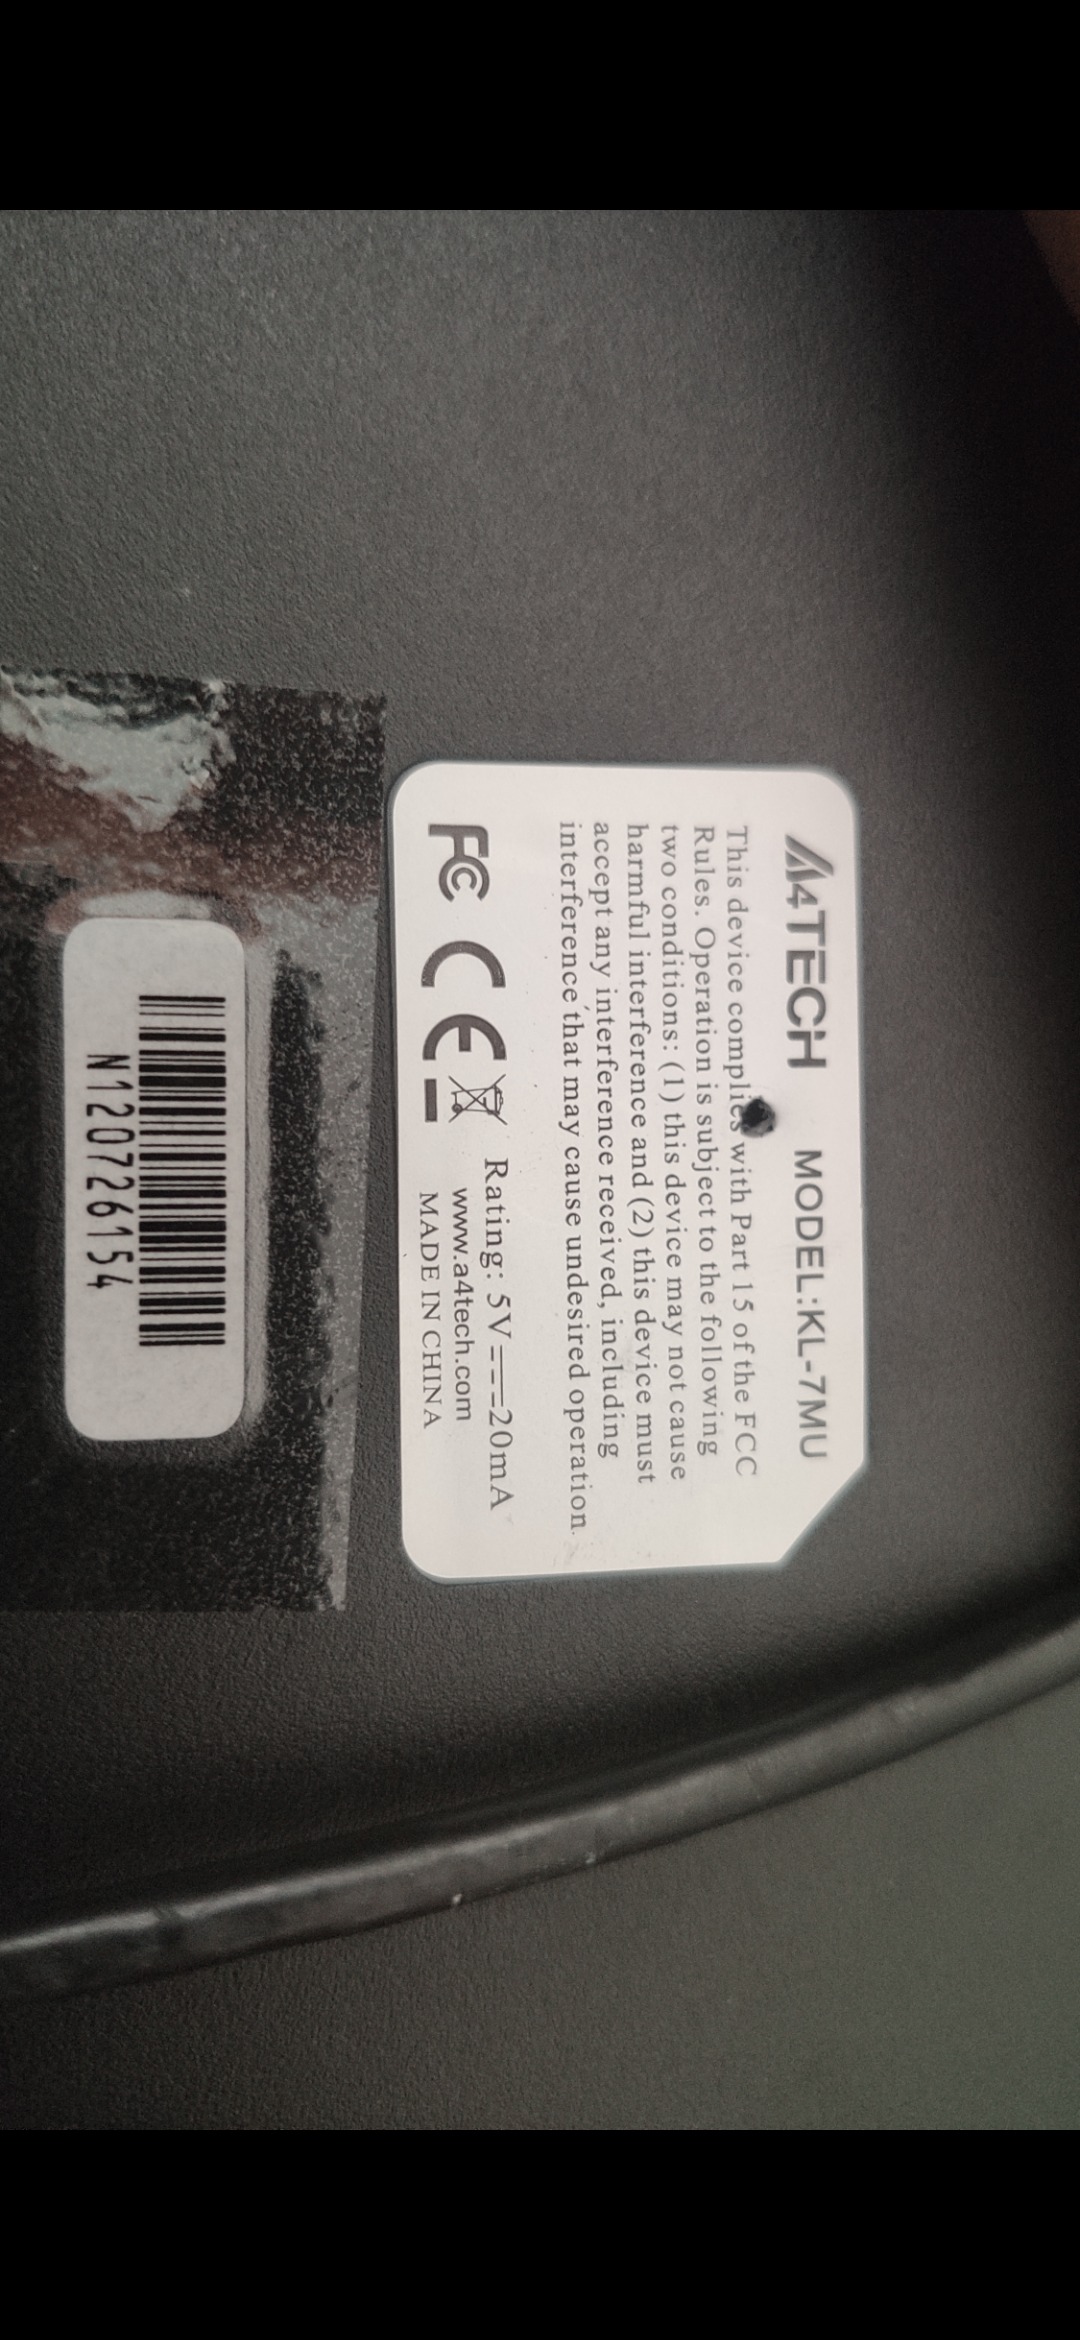 A4TECH MODEL:KL-7MU
This device complies with Part 15 of the FCC
Rules. Operation is subject to the following
two conditions: (1) this device may not cause
harmful interference and (2) this device must
accept any interference received, including
interference that may cause undesired operation.
FC CE Rating: 5V⎓20mA
www.a4tech.com
MADE IN CHINA
N120726154